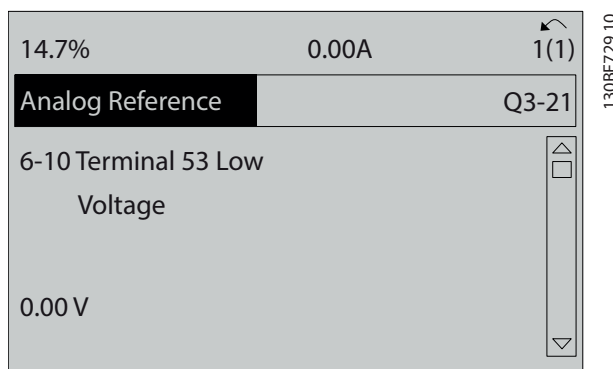 14.7% 0.00A 1(1)
Analog Reference Q3-21
6-10 Terminal 53 Low
Voltage
0.00 V
130BF729.10